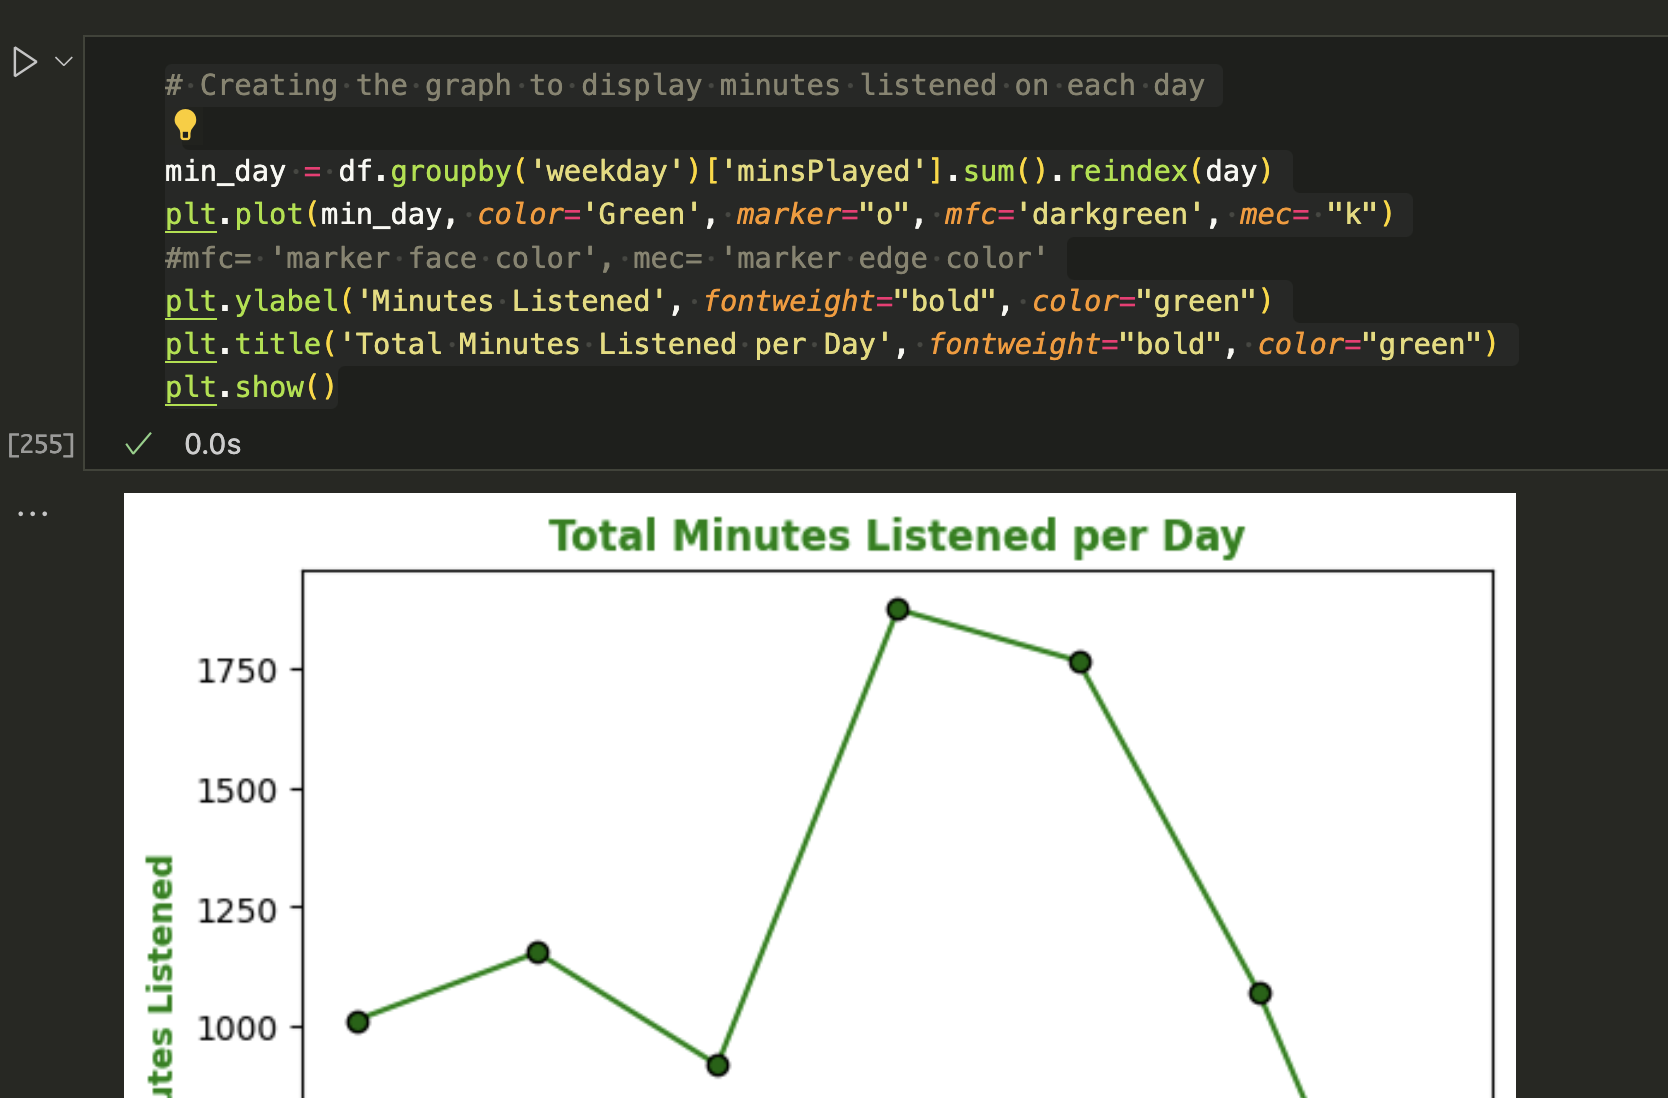 # Creating the graph to display minutes listened on each day
min_day = df.groupby('weekday')['minsPlayed'].sum().reindex(day)
plt.plot(min_day, color='Green', marker="o", mfc='darkgreen', mec= "k")
#mfc= 'marker face color', mec= 'marker edge color'
plt.ylabel('Minutes Listened', fontweight="bold", color="green")
plt.title('Total Minutes Listened per Day', fontweight="bold", color="green")
plt.show()
[255]
0.0s
Total Minutes Listened per Day
1750
1500
1250
1000
utes Listened